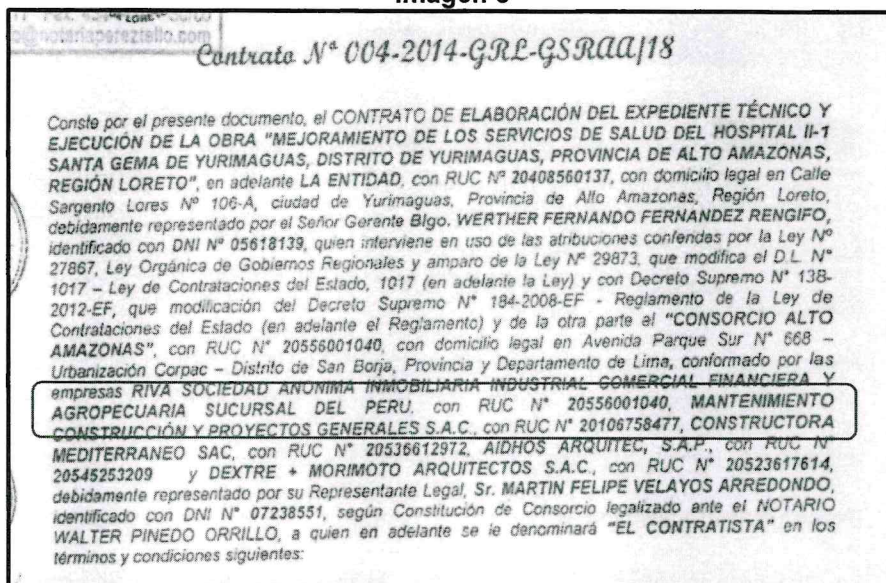 Imagen 3
LORETO
@notariapereztello.com
Contrato Nº 004-2014-GRL-GSRAA/18
Conste por el presente documento, el CONTRATO DE ELABORACIÓN DEL EXPEDIENTE TÉCNICO Y
EJECUCIÓN DE LA OBRA "MEJORAMIENTO DE LOS SERVICIOS DE SALUD DEL HOSPITAL II-1
SANTA GEMA DE YURIMAGUAS, DISTRITO DE YURIMAGUAS, PROVINCIA DE ALTO AMAZONAS,
REGIÓN LORETO", en adelante LA ENTIDAD, con RUC Nº 20408560137, con domicilio legal en Calle
Sargento Lores Nº 106-A, ciudad de Yurimaguas, Provincia de Alto Amazonas, Región Loreto,
debidamente representado por el Señor Gerente Blgo. WERTHER FERNANDO FERNANDEZ RENGIFO,
identificado con DNI Nº 05618139, quien interviene en uso de las atribuciones conferidas por la Ley Nº
27867, Ley Orgánica de Gobiernos Regionales y amparo de la Ley Nº 29873, que modifica el D.L. N°
1017 – Ley de Contrataciones del Estado, 1017 (en adelante la Ley) y con Decreto Supremo N° 138-
2012-EF, que modificación del Decreto Supremo N° 184-2008-EF - Reglamento de la Ley de
Contrataciones del Estado (en adelante el Reglamento) y de la otra parte el "CONSORCIO ALTO
AMAZONAS", con RUC N° 20556001040, con domicilio legal en Avenida Parque Sur N° 668 –
Urbanización Corpac – Distrito de San Borja, Provincia y Departamento de Lima, conformado por las
empresas RIVA SOCIEDAD ANONIMA INMOBILIARIA INDUSTRIAL COMERCIAL FINANCIERA Y
AGROPECUARIA SUCURSAL DEL PERU, con RUC N° 20556001040, MANTENIMIENTO
CONSTRUCCIÓN Y PROYECTOS GENERALES S.A.C., con RUC N° 20106758477, CONSTRUCTORA
MEDITERRANEO SAC, con RUC N° 20536612972, AIDHOS ARQUITEC, S.A.P., con RUC N°
20545253209 y DEXTRE + MORIMOTO ARQUITECTOS S.A.C., con RUC N° 20523617614,
debidamente representado por su Representante Legal, Sr. MARTIN FELIPE VELAYOS ARREDONDO,
identificado con DNI N° 07238551, según Constitución de Consorcio legalizado ante el NOTARIO
WALTER PINEDO ORRILLO, a quien en adelante se le denominará "EL CONTRATISTA" en los
términos y condiciones siguientes: